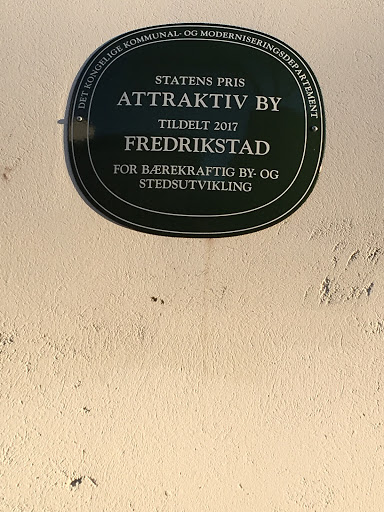 DET KONGELIGE KOMMUNAL- OG MODERNISERINGSDEPARTEMENT
STATENS PRIS
ATTRAKTIV BY
TILDELT 2017
FREDRIKSTAD
FOR BÆREKRAFTIG BY- OG
STEDSUTVIKLING